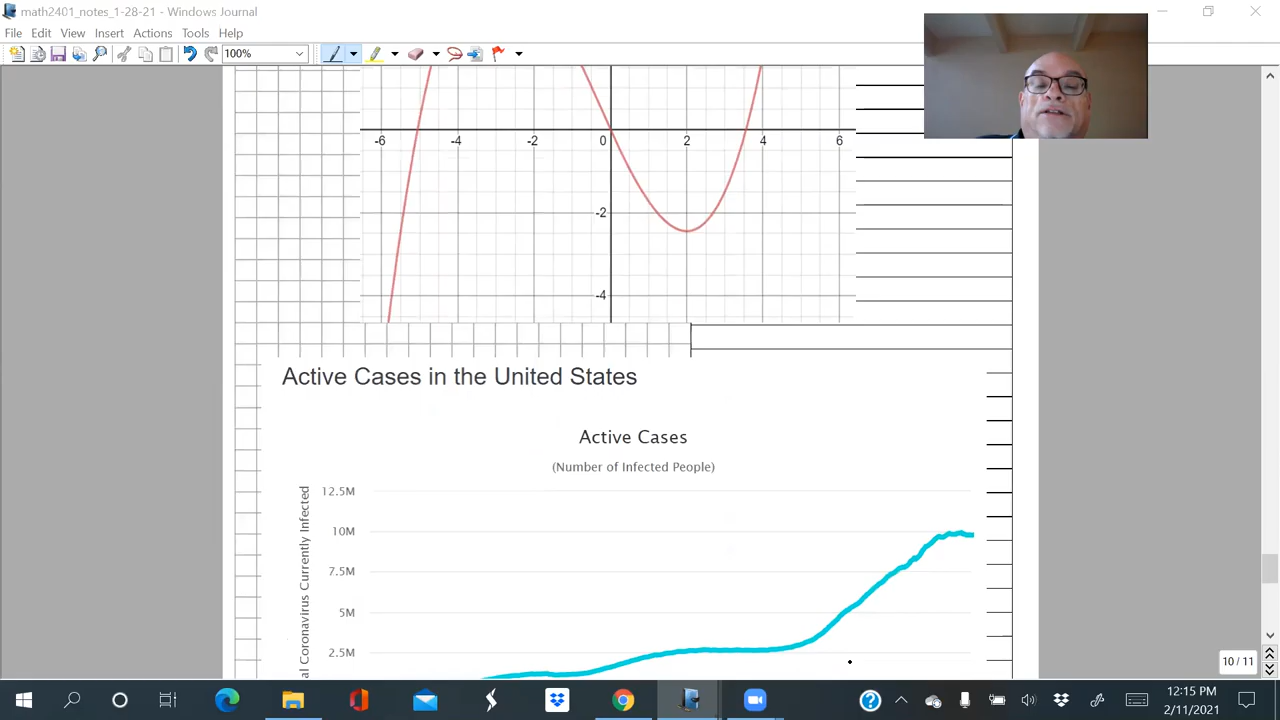 math2401_notes_1-28-21 - Windows Journal
File Edit View Insert Actions Tools Help
100%
-6 -4 -2 0 2 4 6
-2
-4
Active Cases in the United States
Active Cases
(Number of Infected People)
al Coronavirus Currently Infected
12.5M
10M
7.5M
5M
2.5M
10 / 11
12:15 PM
2/11/2021